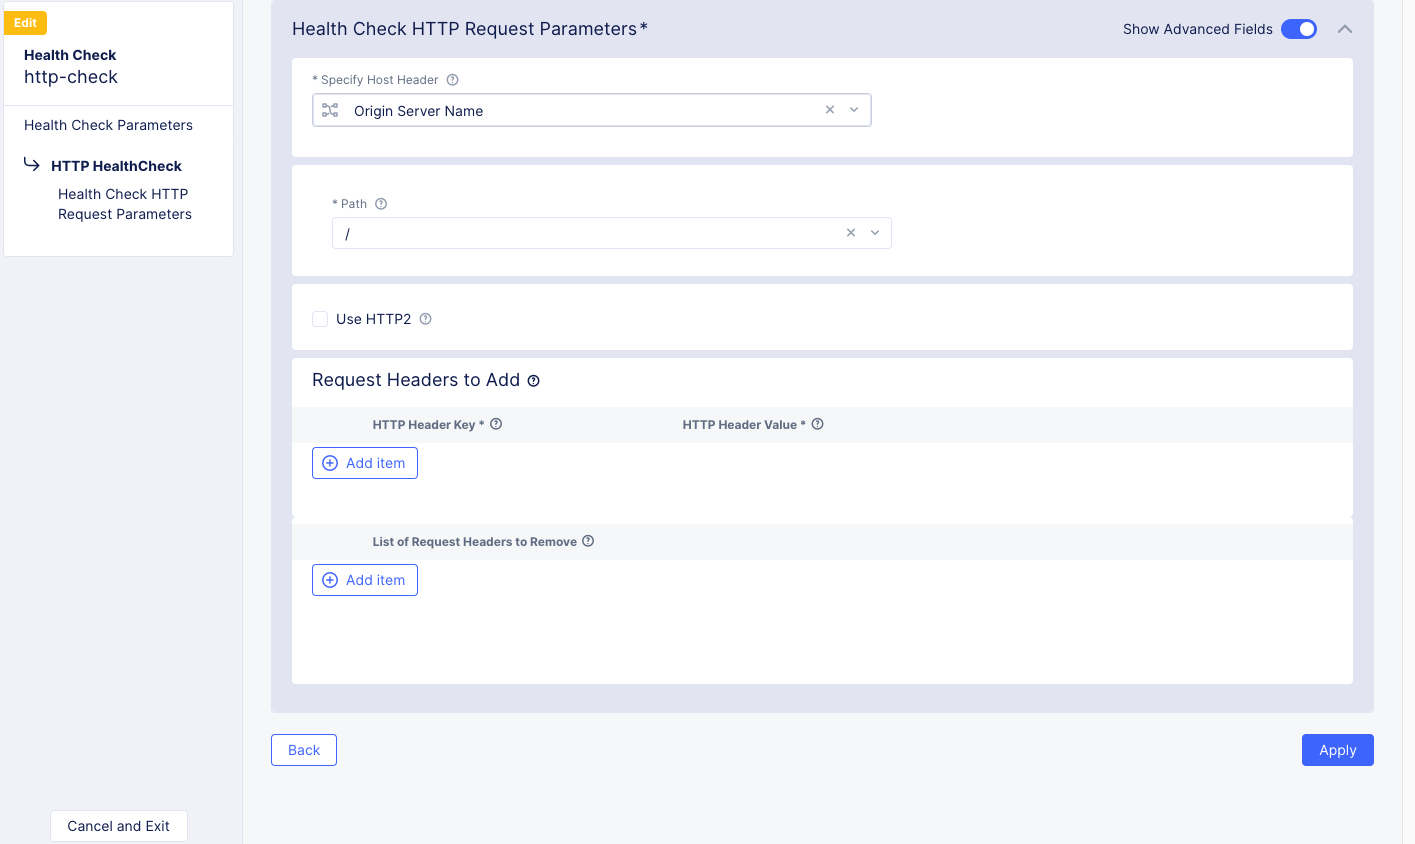 Edit
Health Check
http-check
Health Check Parameters
HTTP HealthCheck
Health Check HTTP
Request Parameters
Cancel and Exit
Health Check HTTP Request Parameters*
Show Advanced Fields
* Specify Host Header
Origin Server Name
* Path
/
Use HTTP2
Request Headers to Add
HTTP Header Key * HTTP Header Value *
Add item
List of Request Headers to Remove
Add item
Back
Apply